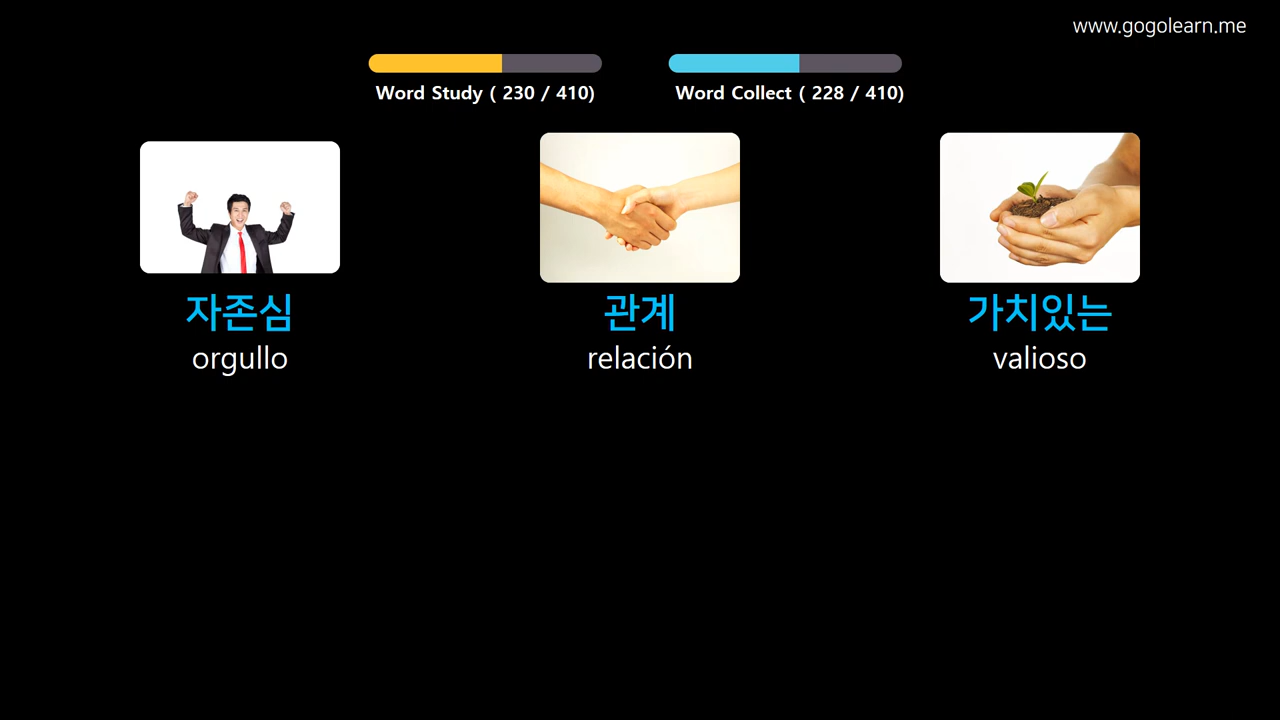 www.gogolearn.me
Word Study ( 230 / 410)
Word Collect ( 228 / 410)
자존심
관계
가치있는
orgullo
relación
valioso